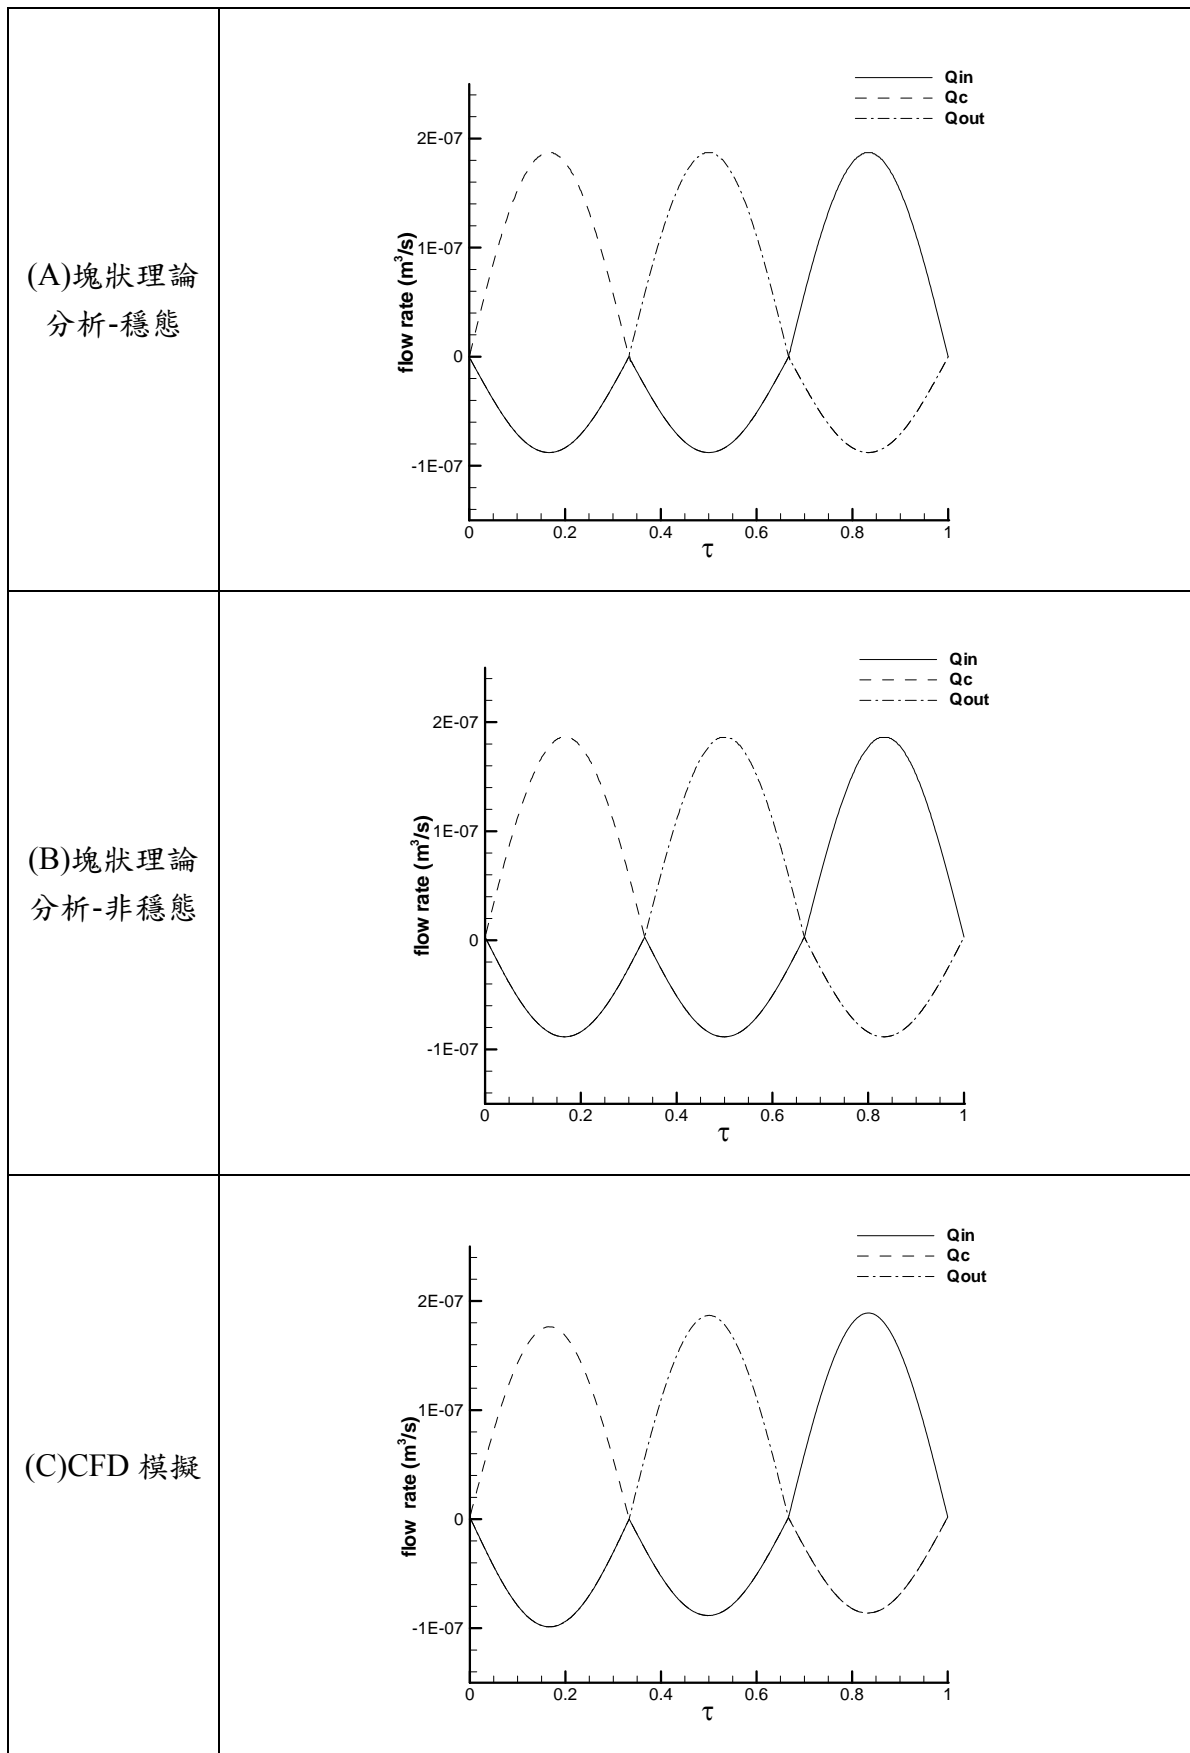 (A)塊狀理論
分析-穩態
Qin
Qc
Qout
2E-07
1E-07
0
-1E-07
flow rate (m³/s)
0 0.2 0.4 0.6 0.8 1
τ
(B)塊狀理論
分析-非穩態
Qin
Qc
Qout
2E-07
1E-07
0
-1E-07
flow rate (m³/s)
0 0.2 0.4 0.6 0.8 1
τ
(C)CFD 模擬
Qin
Qc
Qout
2E-07
1E-07
0
-1E-07
flow rate (m³/s)
0 0.2 0.4 0.6 0.8 1
τ